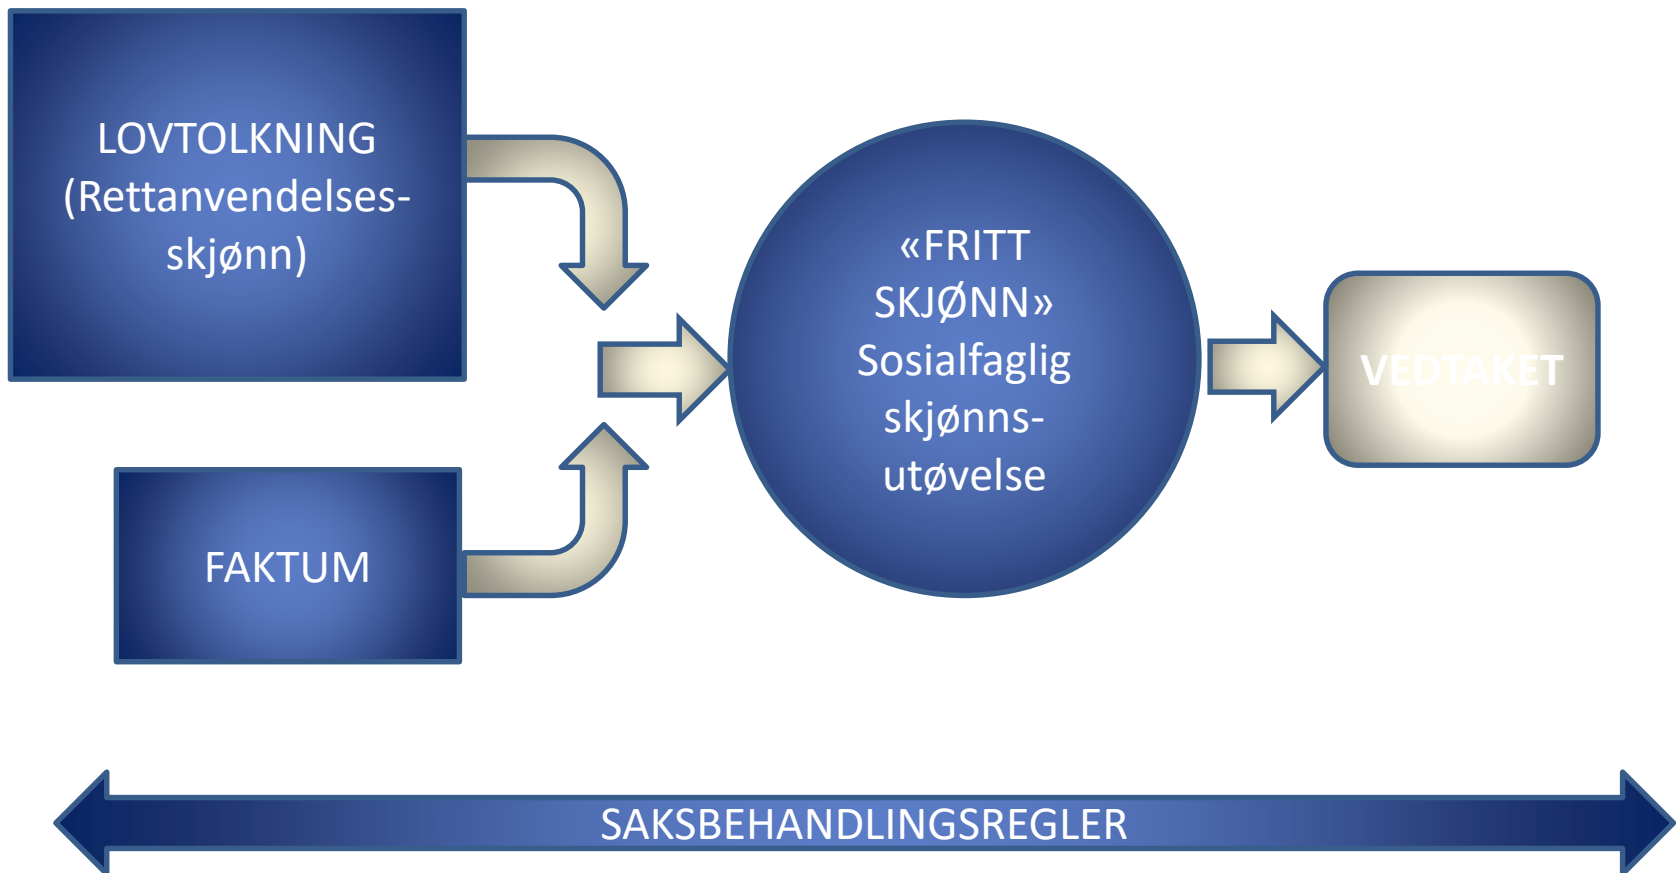 LOVTOLKNING
(Rettanvendelses-
skjønn)
FAKTUM
«FRITT
SKJØNN»
Sosialfaglig
skjønns-
utøvelse
VEDTAKET
SAKSBEHANDLINGSREGLER